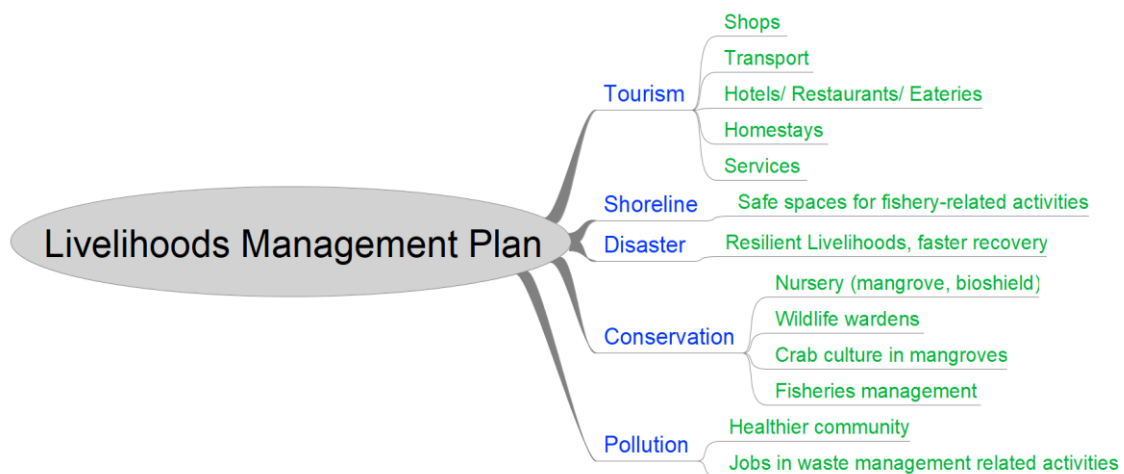 Livelihoods Management Plan
Tourism
Shops
Transport
Hotels/ Restaurants/ Eateries
Homestays
Services
Shoreline
Safe spaces for fishery-related activities
Disaster
Resilient Livelihoods, faster recovery
Conservation
Nursery (mangrove, bioshield)
Wildlife wardens
Crab culture in mangroves
Fisheries management
Pollution
Healthier community
Jobs in waste management related activities